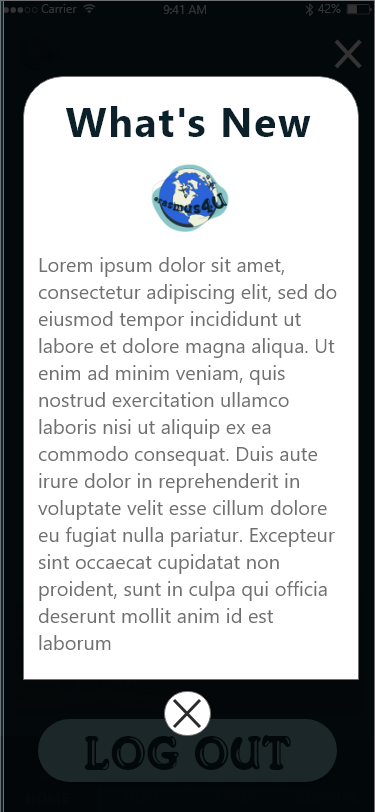 Carrier
9:41 AM
42%
What's New
erasmus4U
Lorem ipsum dolor sit amet,
consectetur adipiscing elit, sed do
eiusmod tempor incididunt ut
labore et dolore magna aliqua. Ut
enim ad minim veniam, quis
nostrud exercitation ullamco
laboris nisi ut aliquip ex ea
commodo consequat. Duis aute
irure dolor in reprehenderit in
voluptate velit esse cillum dolore
eu fugiat nulla pariatur. Excepteur
sint occaecat cupidatat non
proident, sunt in culpa qui officia
deserunt mollit anim id est
laborum
LOG OUT